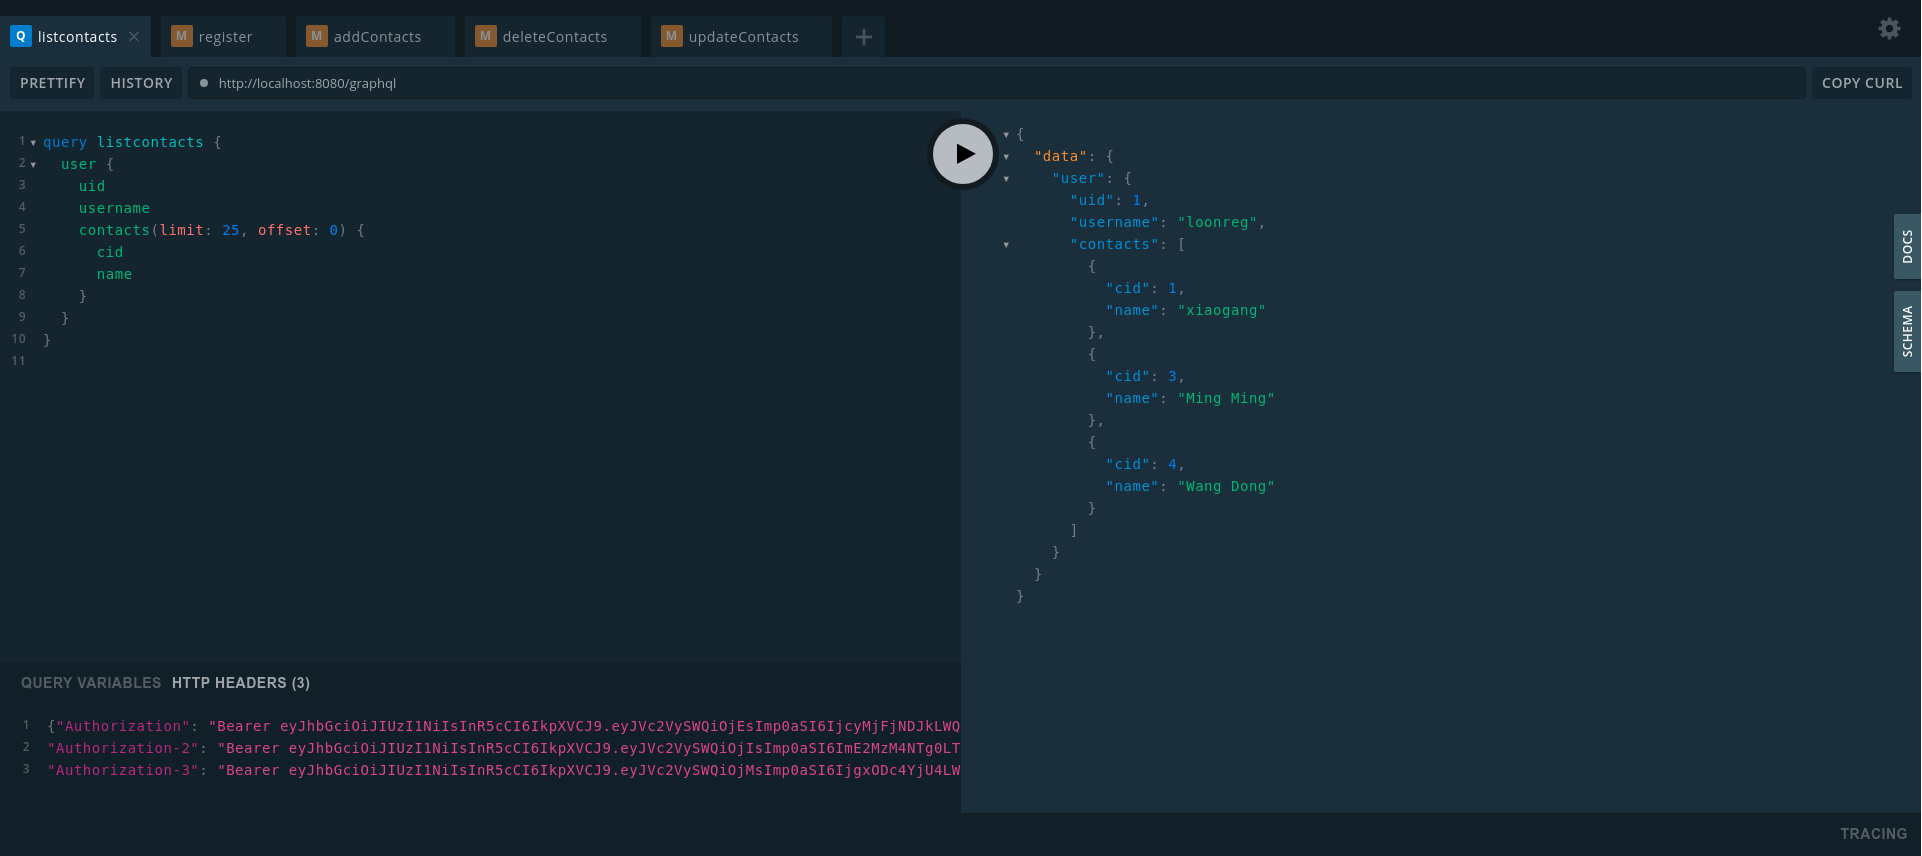 Q listcontacts
M register
M addContacts
M deleteContacts
M updateContacts
PRETTIFY
HISTORY
http://localhost:8080/graphql
COPY CURL
1 query listcontacts {
2 user {
3 uid
4 username
5 contacts(limit: 25, offset: 0) {
6 cid
7 name
8 }
9 }
10 }
11
{
"data": {
"user": {
"uid": 1,
"username": "loonreg",
"contacts": [
{
"cid": 1,
"name": "xiaogang"
},
{
"cid": 3,
"name": "Ming Ming"
},
{
"cid": 4,
"name": "Wang Dong"
}
]
}
}
}
DOCS
SCHEMA
QUERY VARIABLES HTTP HEADERS (3)
1 {"Authorization": "Bearer eyJhbGciOiJIUzI1NiIsInR5cCI6IkpXVCJ9.eyJVc2VySWQiOjEsImp0aSI6IjcyMjFjNDJkLWQ
2 "Authorization-2": "Bearer eyJhbGciOiJIUzI1NiIsInR5cCI6IkpXVCJ9.eyJVc2VySWQiOjIsImp0aSI6ImE2MzM4NTg0LT
3 "Authorization-3": "Bearer eyJhbGciOiJIUzI1NiIsInR5cCI6IkpXVCJ9.eyJVc2VySWQiOjMsImp0aSI6IjgxODc4YjU4LW
TRACING